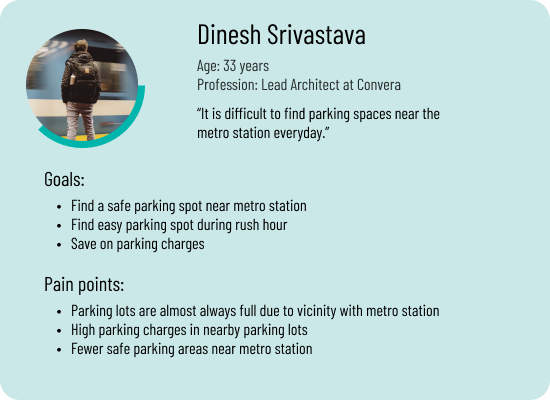 Dinesh Srivastava
Age: 33 years
Profession: Lead Architect at Convera
“It is difficult to find parking spaces near the
metro station everyday.”
Goals:
• Find a safe parking spot near metro station
• Find easy parking spot during rush hour
• Save on parking charges
Pain points:
• Parking lots are almost always full due to vicinity with metro station
• High parking charges in nearby parking lots
• Fewer safe parking areas near metro station